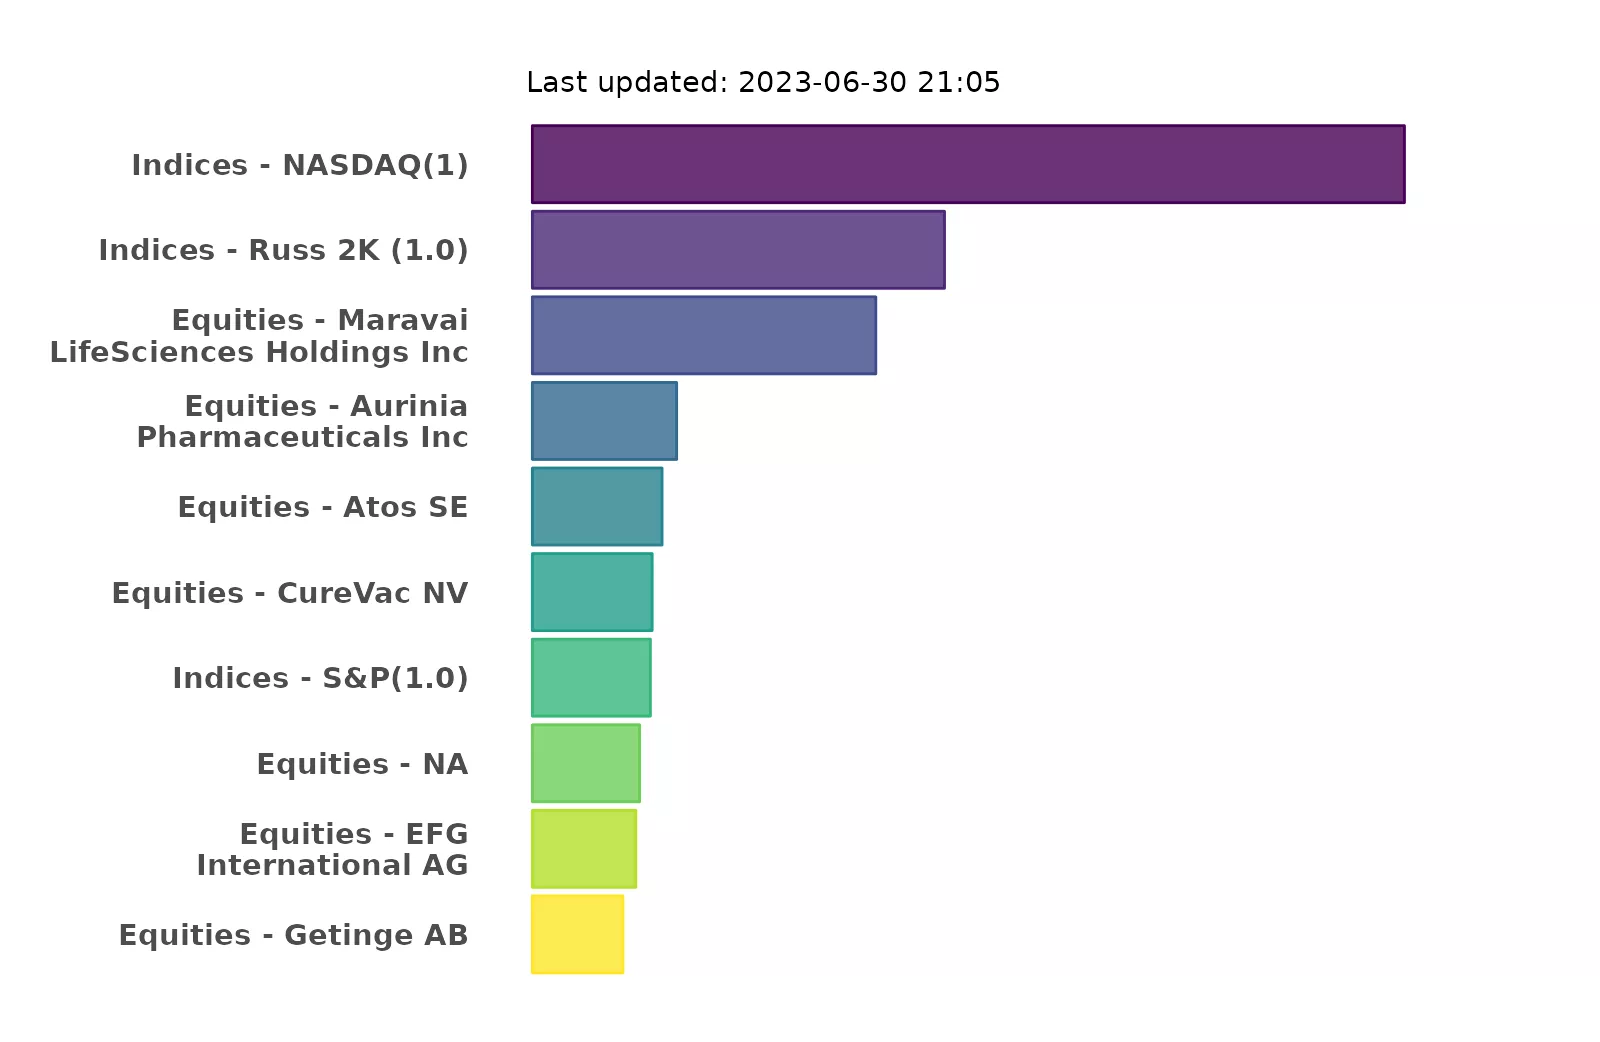 Last updated: 2023-06-30 21:05
Indices - NASDAQ(1)
Indices - Russ 2K (1.0)
Equities - Maravai
LifeSciences Holdings Inc
Equities - Aurinia
Pharmaceuticals Inc
Equities - Atos SE
Equities - CureVac NV
Indices - S&P(1.0)
Equities - NA
Equities - EFG
International AG
Equities - Getinge AB